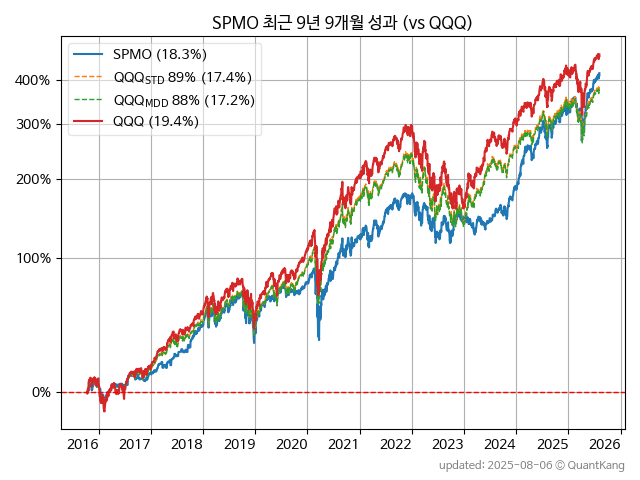 SPMO 최근 9년 9개월 성과 (vs QQQ)
SPMO (18.3%)
QQQSTD 89% (17.4%)
QQQMDD 88% (17.2%)
QQQ (19.4%)
400%
300%
200%
100%
0%
2016 2017 2018 2019 2020 2021 2022 2023 2024 2025 2026
updated: 2025-08-06 © QuantKang